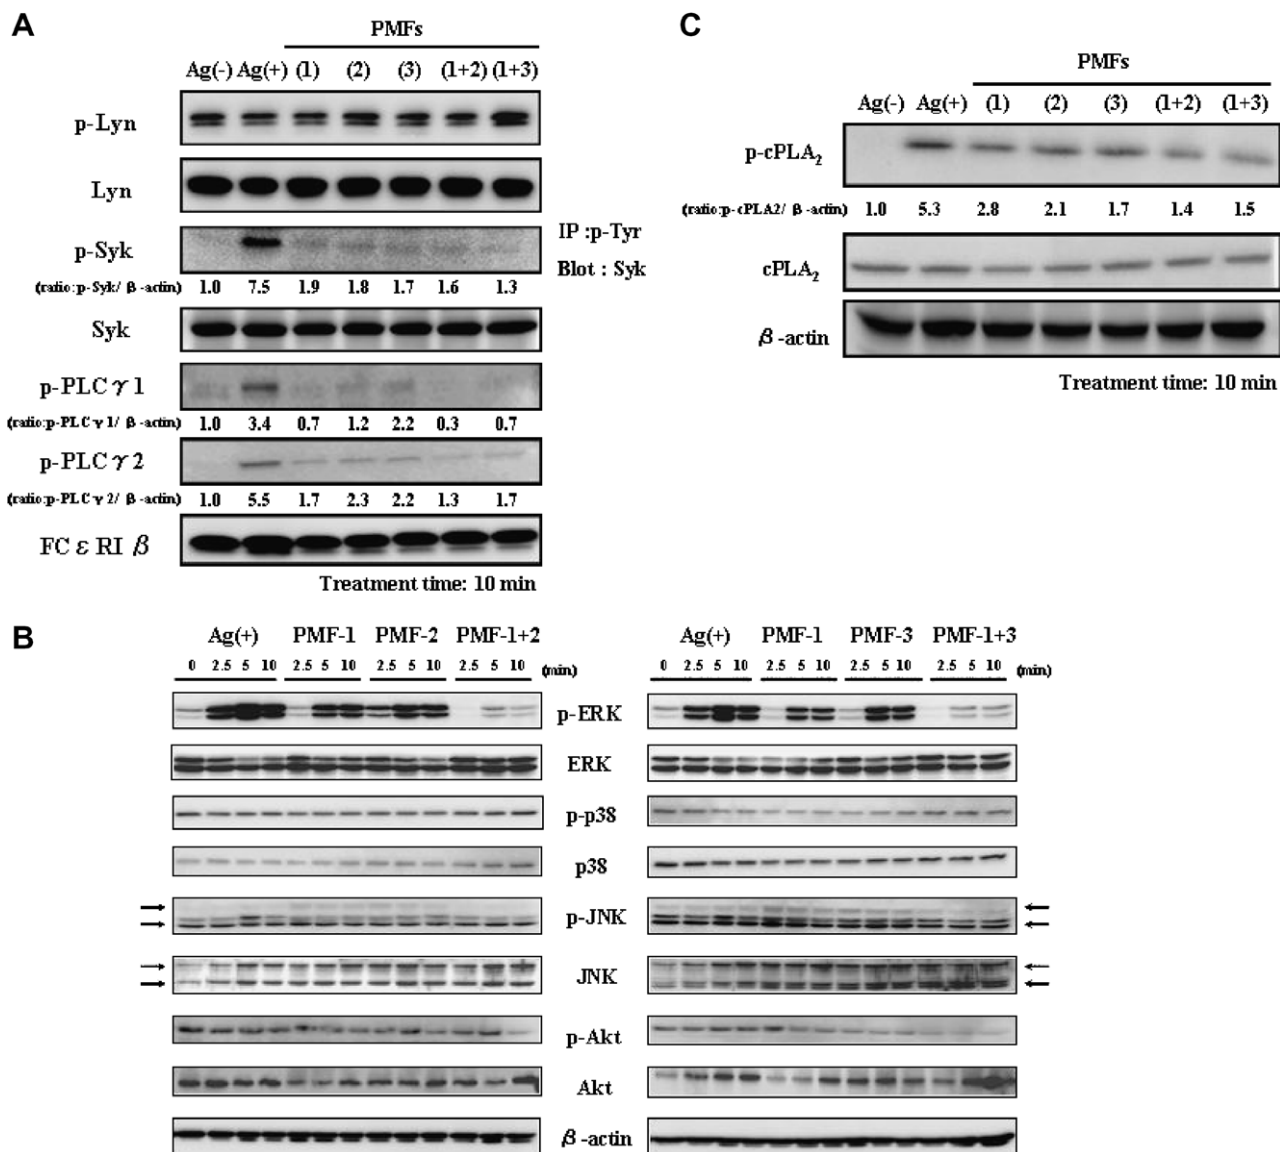 A
PMFs
Ag(-) Ag(+) (1) (2) (3) (1+2) (1+3)
p-Lyn
Lyn
p-Syk
IP :p-Tyr
Blot : Syk
(ratio:p-Syk/ β-actin) 1.0 7.5 1.9 1.8 1.7 1.6 1.3
Syk
p-PLCγ1
(ratio:p-PLCγ1/ β-actin) 1.0 3.4 0.7 1.2 2.2 0.3 0.7
p-PLCγ2
(ratio:p-PLCγ2/ β-actin) 1.0 5.5 1.7 2.3 2.2 1.3 1.7
FCεRI β
Treatment time: 10 min
C
PMFs
Ag(-) Ag(+) (1) (2) (3) (1+2) (1+3)
p-cPLA2
(ratio:p-cPLA2/ β-actin) 1.0 5.3 2.8 2.1 1.7 1.4 1.5
cPLA2
β-actin
Treatment time: 10 min
B
Ag(+) PMF-1 PMF-2 PMF-1+2 Ag(+) PMF-1 PMF-3 PMF-1+3
0 2.5 5 10 2.5 5 10 2.5 5 10 2.5 5 10 (min.) 0 2.5 5 10 2.5 5 10 2.5 5 10 2.5 5 10 (min.)
p-ERK
ERK
p-p38
p38
p-JNK
JNK
p-Akt
Akt
β-actin